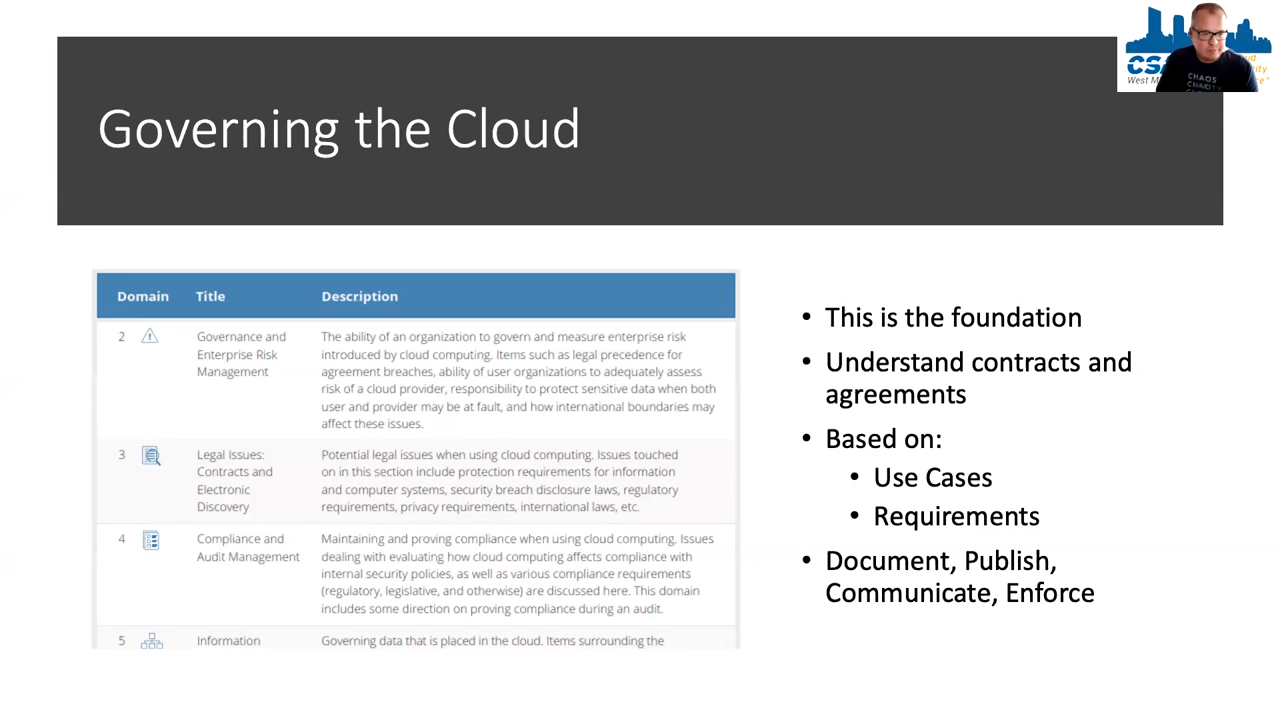 Governing the Cloud
Domain Title Description
2 Governance and Enterprise Risk Management
The ability of an organization to govern and measure enterprise risk
introduced by cloud computing. Items such as legal precedence for
agreement breaches, ability of user organizations to adequately assess
risk of a cloud provider, responsibility to protect sensitive data when both
user and provider may be at fault, and how international boundaries may
affect these issues.
3 Legal Issues: Contracts and Electronic Discovery
Potential legal issues when using cloud computing. Issues touched
on in this section include protection requirements for information
and computer systems, security breach disclosure laws, regulatory
requirements, privacy requirements, international laws, etc.
4 Compliance and Audit Management
Maintaining and proving compliance when using cloud computing. Issues
dealing with evaluating how cloud computing affects compliance with
internal security policies, as well as various compliance requirements
(regulatory, legislative, and otherwise) are discussed here. This domain
includes some direction on proving compliance during an audit.
5 Information
Governing data that is placed in the cloud. Items surrounding the
• This is the foundation
• Understand contracts and
agreements
• Based on:
• Use Cases
• Requirements
• Document, Publish,
Communicate, Enforce
CHAOS
West